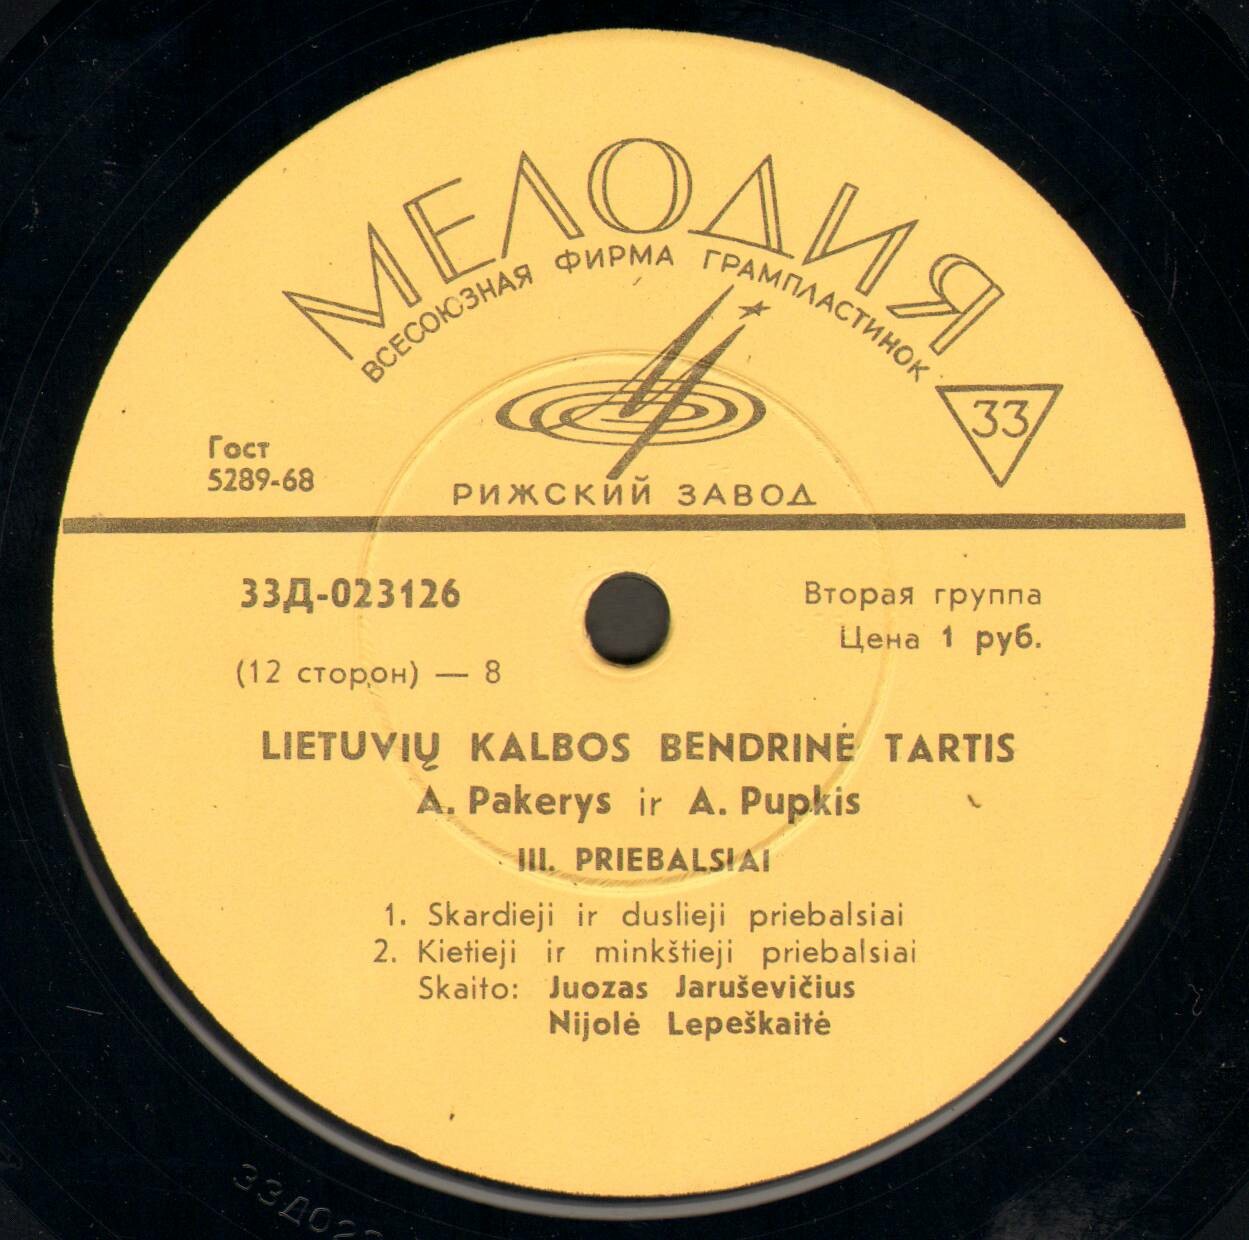 МЕЛОДИЯ
ВСЕСОЮЗНАЯ ФИРМА ГРАМПЛАСТИНОК
33
Гост
5289-68
РИЖСКИЙ ЗАВОД
33Д-023126
Вторая группа
Цена 1 руб.
(12 сторон) — 8
LIETUVIŲ KALBOS BENDRINĖ TARTIS
A. Pakerys ir A. Pupkis
III. PRIEBALSIAI
1. Skardieji ir duslieji priebalsiai
2. Kietieji ir minkštieji priebalsiai
Skaito: Juozas Jaruševičius
Nijolė Lepeškaitė